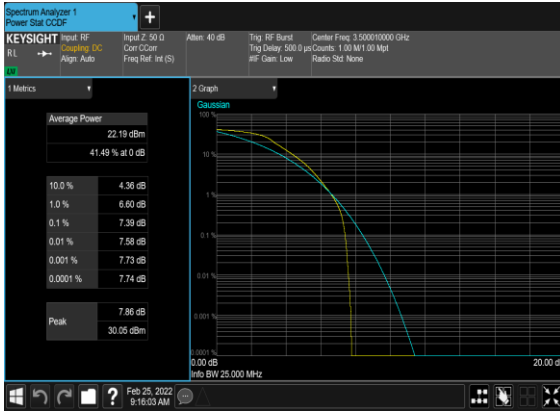 Spectrum Analyzer 1
Power Stat CCDF
KEYSIGHT
RL
Input: RF
Coupling: DC
Align: Auto
Input Z: 50 Ω
Corr CCorr
Freq Ref: Int (S)
Atten: 40 dB
Trig: RF Burst
Trig Delay: 500.0 µs
#IF Gain: Low
Center Freq: 3.500010000 GHz
Counts: 1.00 M/1.00 Mpt
Radio Std: None
1 Metrics
Average Power
22.19 dBm
41.49 % at 0 dB
10.0 % 4.36 dB
1.0 % 6.60 dB
0.1 % 7.39 dB
0.01 % 7.58 dB
0.001 % 7.73 dB
0.0001 % 7.74 dB
Peak
7.86 dB
30.05 dBm
2 Graph
Gaussian
100 %
10 %
1 %
0.1 %
0.01 %
0.001 %
0.0001 %
0.00 dB
20.00 d
Info BW 25.000 MHz
Feb 25, 2022
9:16:03 AM